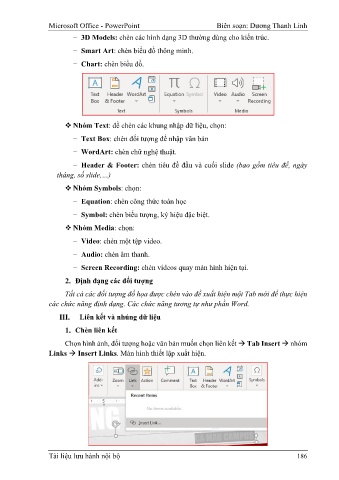 Microsoft Office - PowerPoint Biên soạn: Dương Thanh Linh
− 3D Models: chèn các hình dạng 3D thường dùng cho kiến trúc.
− Smart Art: chèn biểu đồ thông minh.
− Chart: chèn biểu đồ.
Text Box Header & Footer WordArt Equation Symbol Video Audio Screen Recording
Text Symbols Media
❖ Nhóm Text: để chèn các khung nhập dữ liệu, chọn:
− Text Box: chèn đối tượng để nhập văn bản
− WordArt: chèn chữ nghệ thuật.
− Header & Footer: chèn tiêu đề đầu và cuối slide (bao gồm tiêu đề, ngày
tháng, số slide,…)
❖ Nhóm Symbols: chọn:
− Equation: chèn công thức toán học
− Symbol: chèn biểu tượng, ký hiệu đặc biệt.
❖ Nhóm Media: chọn:
− Video: chèn một tệp video.
− Audio: chèn âm thanh.
− Screen Recording: chèn videos quay màn hình hiện tại.
2. Định dạng các đối tượng
Tất cả các đối tượng đồ họa được chèn vào để xuất hiện một Tab mới để thực hiện
các chức năng định dạng. Các chức năng tương tự như phần Word.
III. Liên kết và nhúng dữ liệu
1. Chèn liên kết
Chọn hình ảnh, đối tượng hoặc văn bản muốn chọn liên kết → Tab Insert → nhóm
Links → Insert Links. Màn hình thiết lập xuất hiện.
Add-ins Zoom Link Action Comment Text Box Header & Footer WordArt Symbols
Recent Items
Insert Link...
Tài liệu lưu hành nội bộ 186